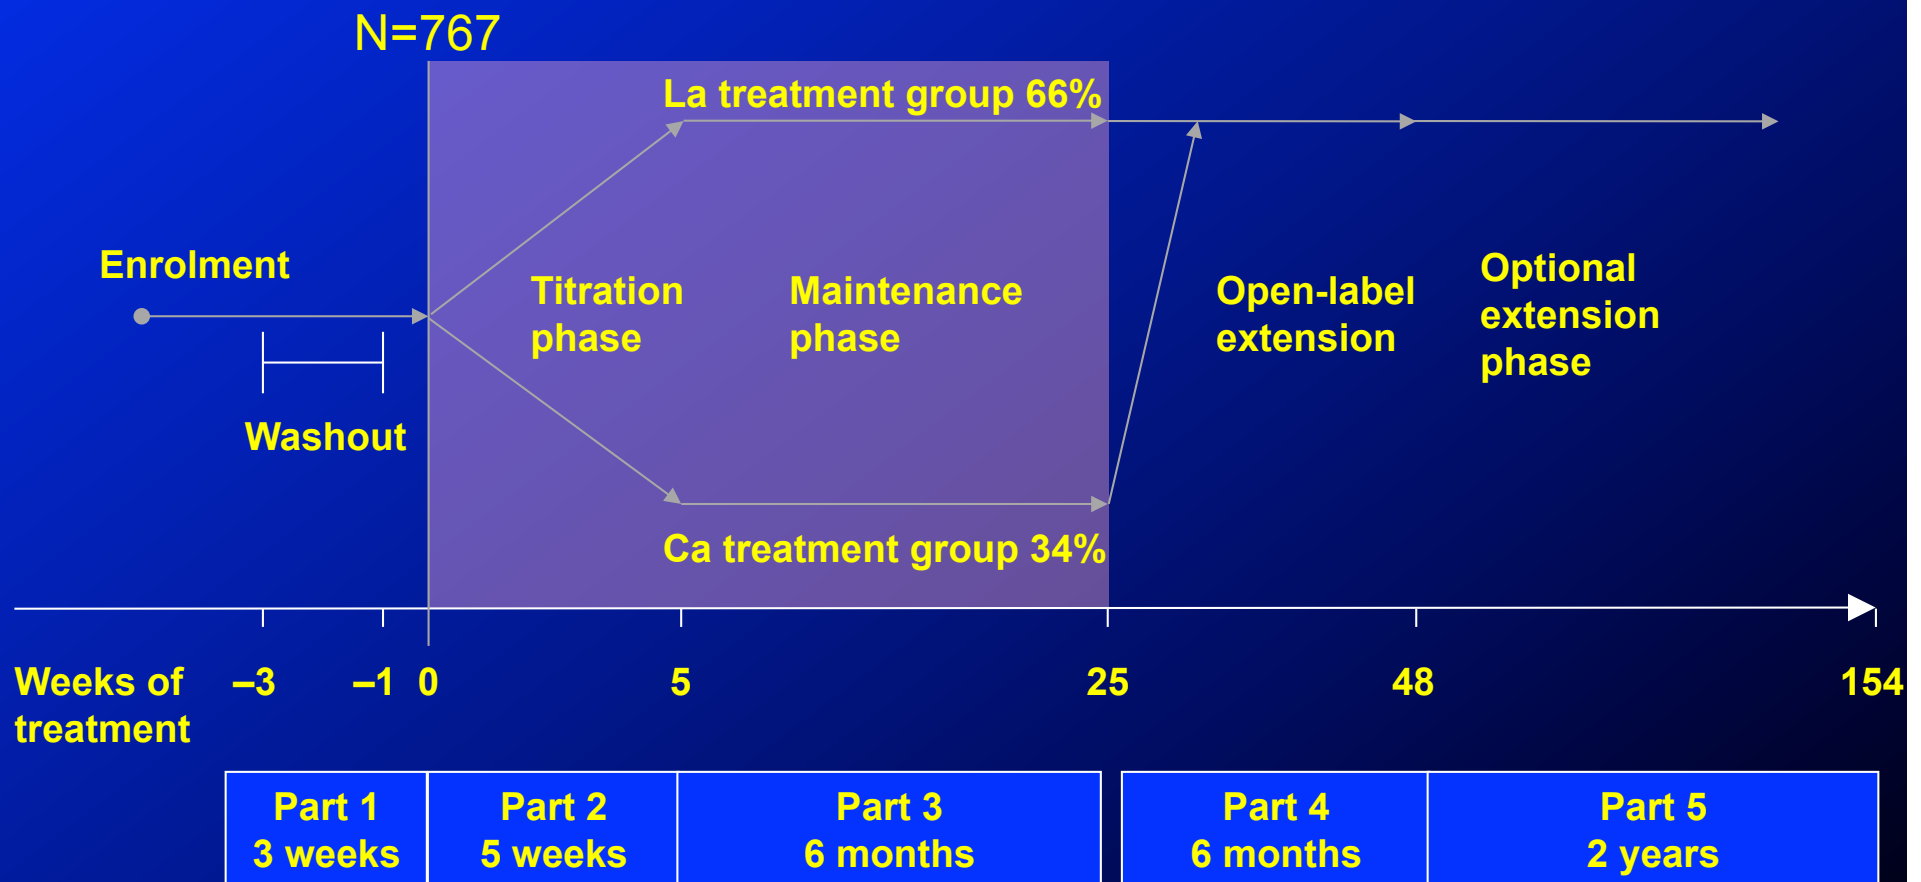 N=767
La treatment group 66%
Enrolment
Titration
phase
Maintenance
phase
Open-label
extension
Optional
extension
phase
Washout
Ca treatment group 34%
Weeks of
treatment
–3
–1
0
5
25
48
154
Part 1
3 weeks
Part 2
5 weeks
Part 3
6 months
Part 4
6 months
Part 5
2 years